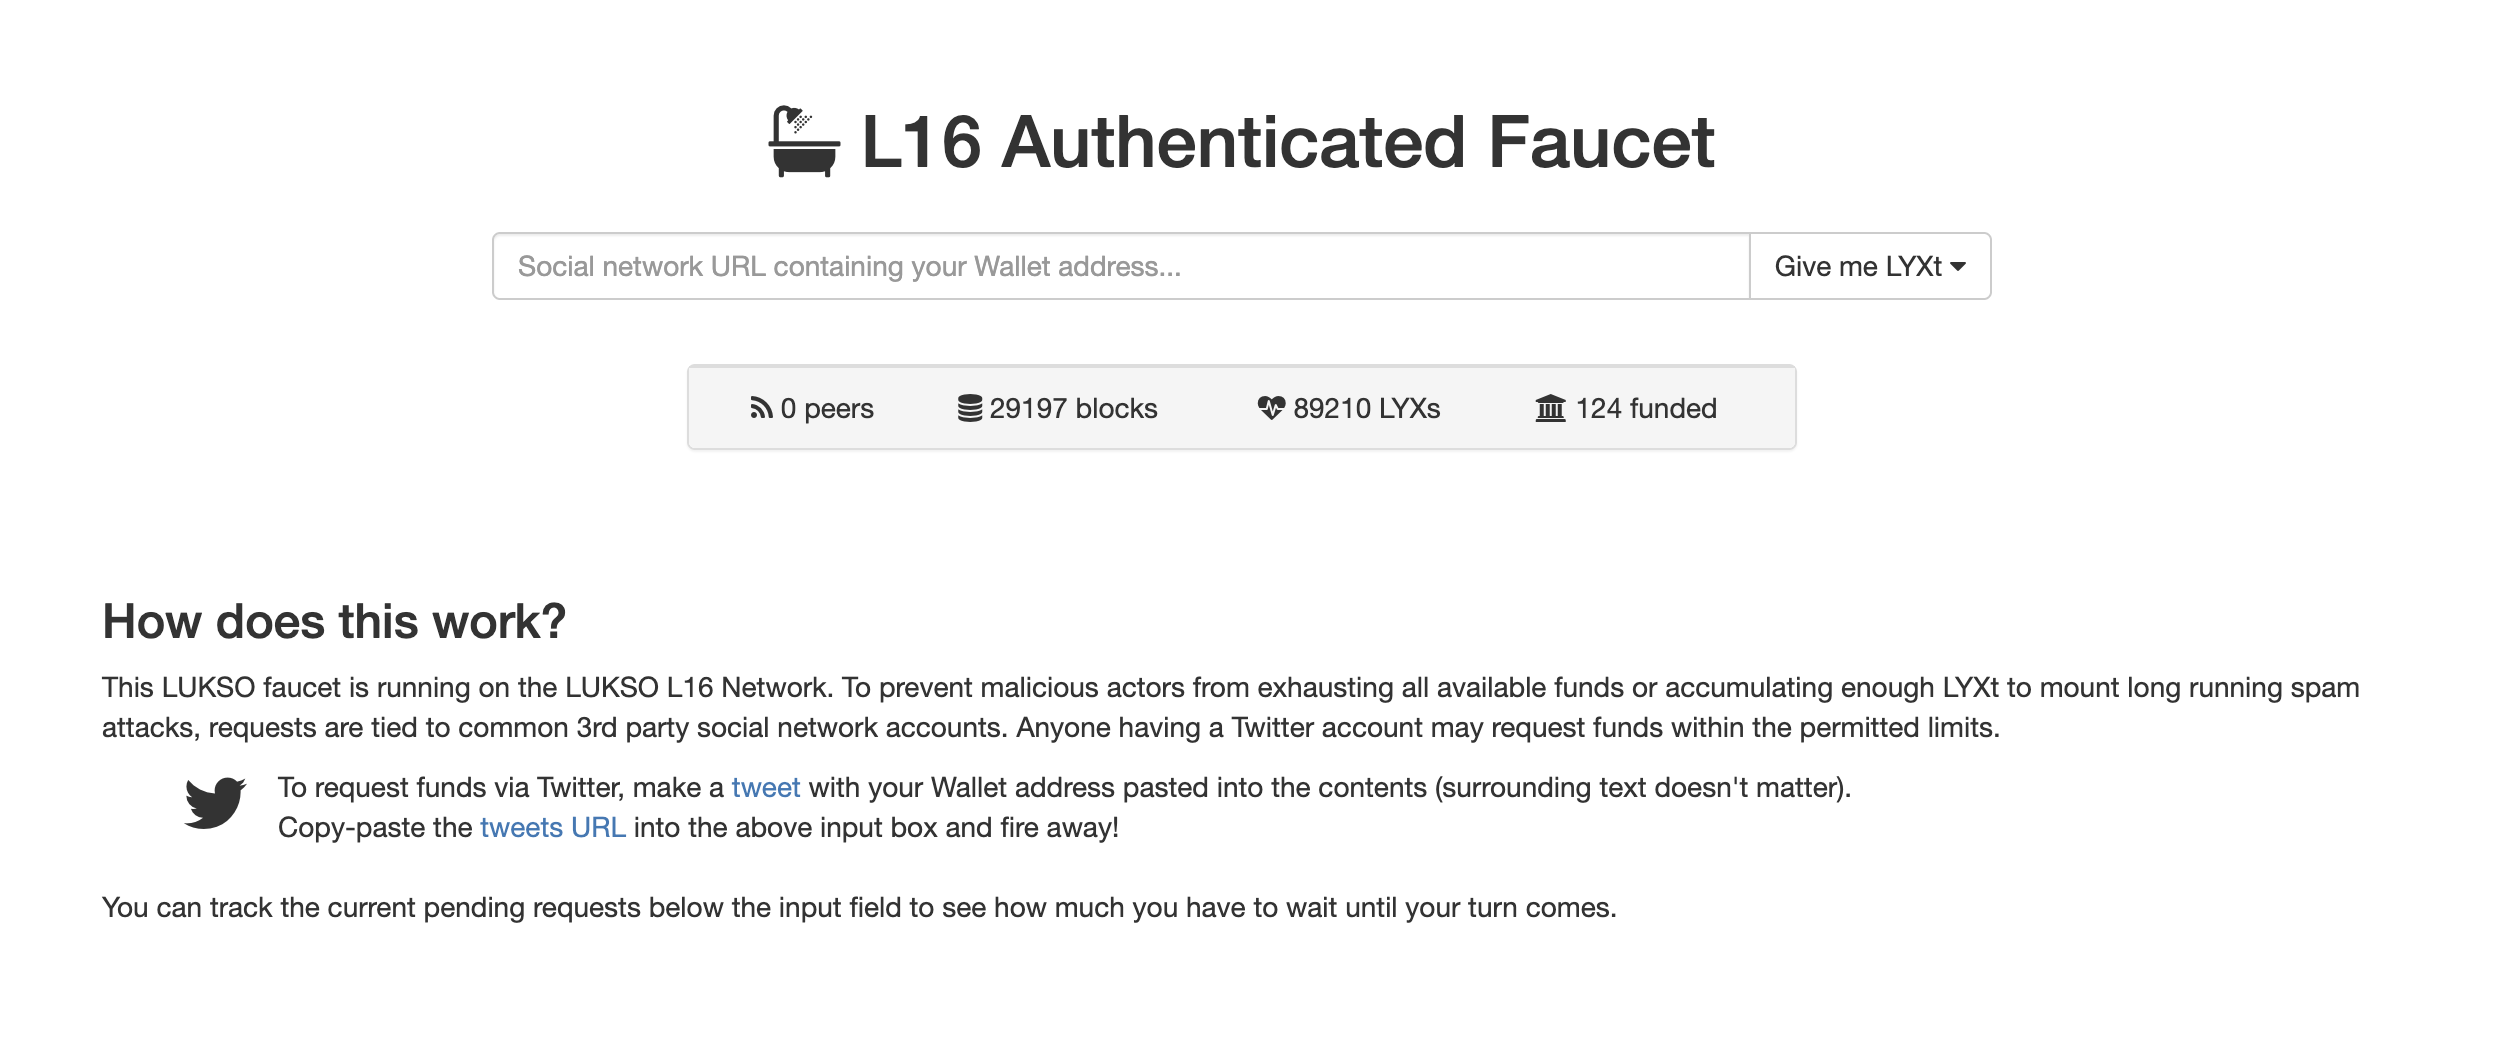 L16 Authenticated Faucet
Social network URL containing your Wallet address...
Give me LYXt
0 peers
29197 blocks
89210 LYXs
124 funded
How does this work?
This LUKSO faucet is running on the LUKSO L16 Network. To prevent malicious actors from exhausting all available funds or accumulating enough LYXt to mount long running spam
attacks, requests are tied to common 3rd party social network accounts. Anyone having a Twitter account may request funds within the permitted limits.
To request funds via Twitter, make a tweet with your Wallet address pasted into the contents (surrounding text doesn't matter).
Copy-paste the tweets URL into the above input box and fire away!
You can track the current pending requests below the input field to see how much you have to wait until your turn comes.